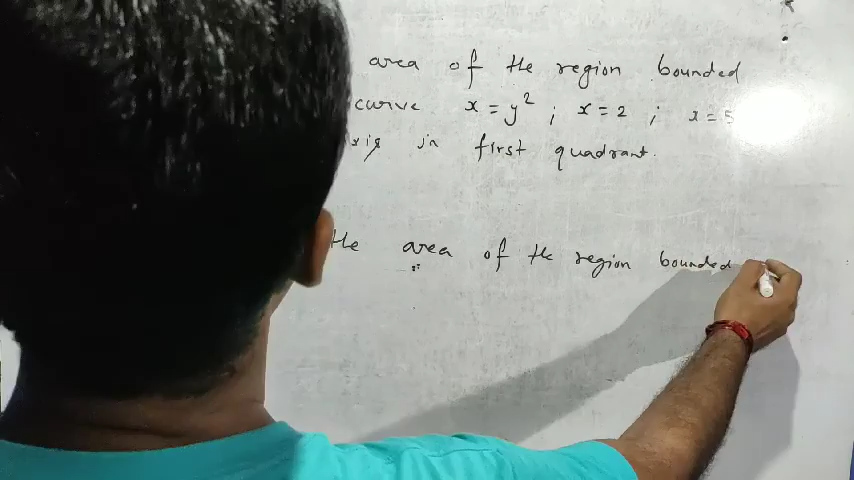 area of the region bounded
curve x = y² ; x = 2 ; x = 5
in first quadrant.
the area of the region bounded